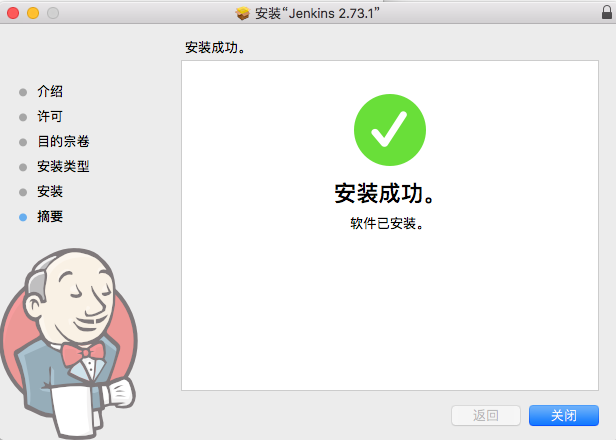 安装“Jenkins 2.73.1”
安装成功。
介绍
许可
目的宗卷
安装类型
安装
摘要
安装成功。
软件已安装。
返回
关闭